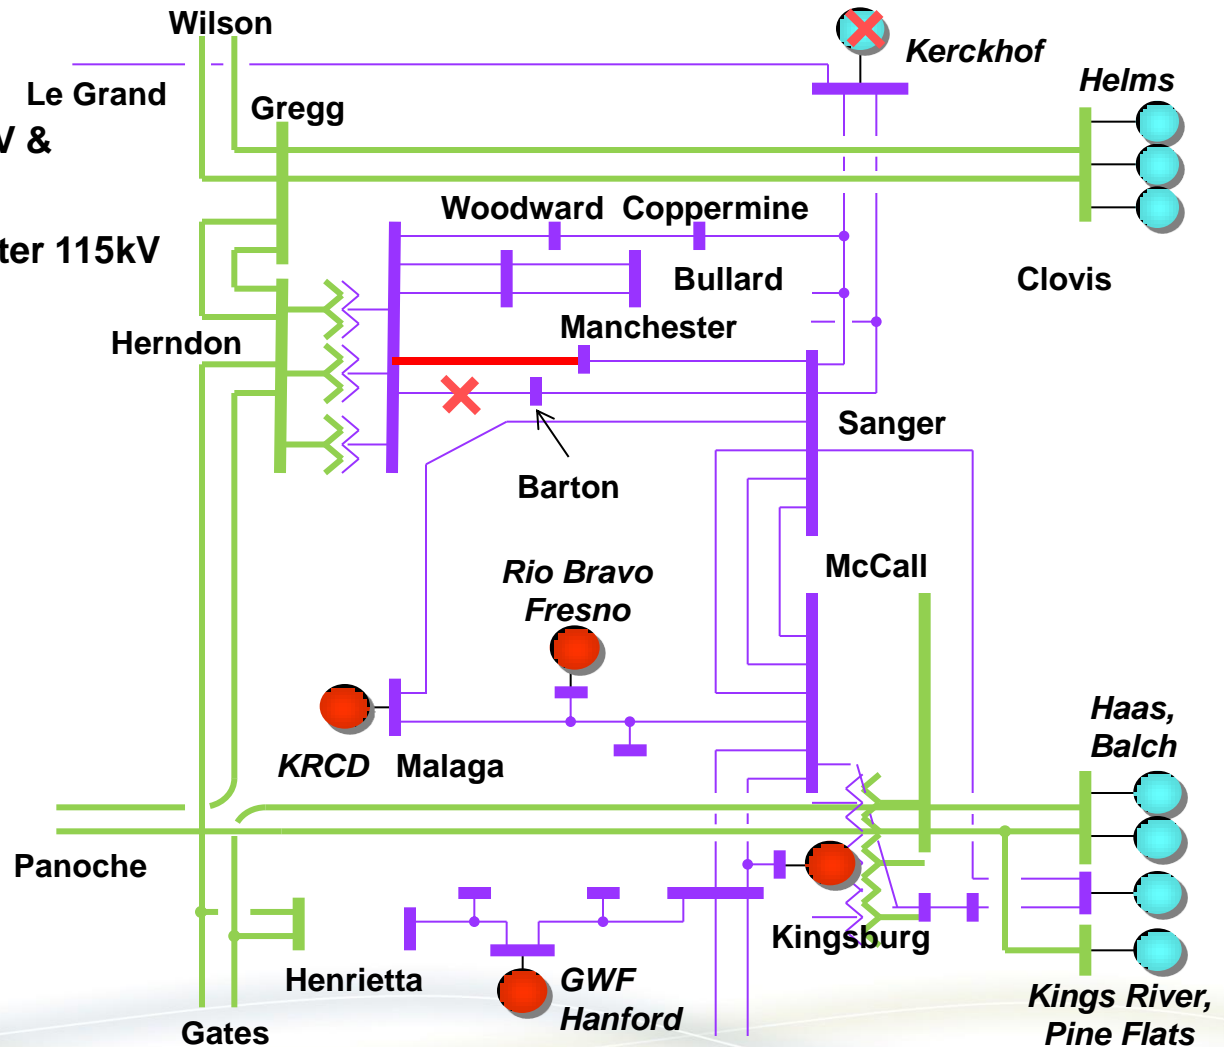 Wilson
Kerckhof
Le Grand
Helms
Gregg
V &
Woodward Coppermine
ter 115kV
Bullard
Clovis
Manchester
Herndon
Sanger
Barton
McCall
Rio Bravo
Fresno
Haas,
Balch
KRCD
Malaga
Panoche
Kingsburg
Henrietta
GWF
Hanford
Kings River,
Pine Flats
Gates